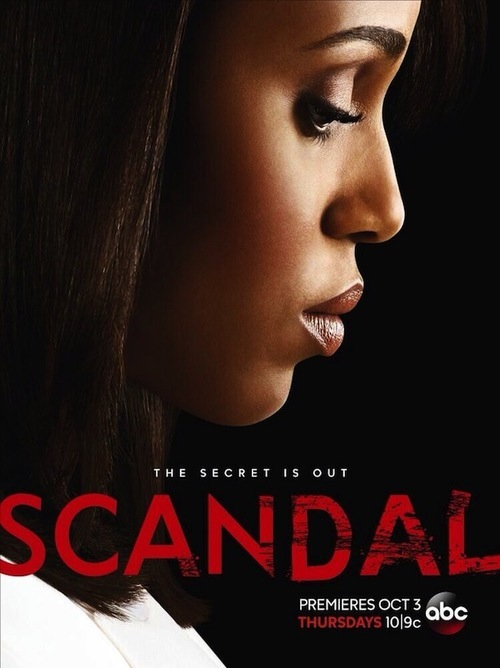 THE SECRET IS OUT
SCANDAL
PREMIERES OCT 3
THURSDAYS 10|9c
abc